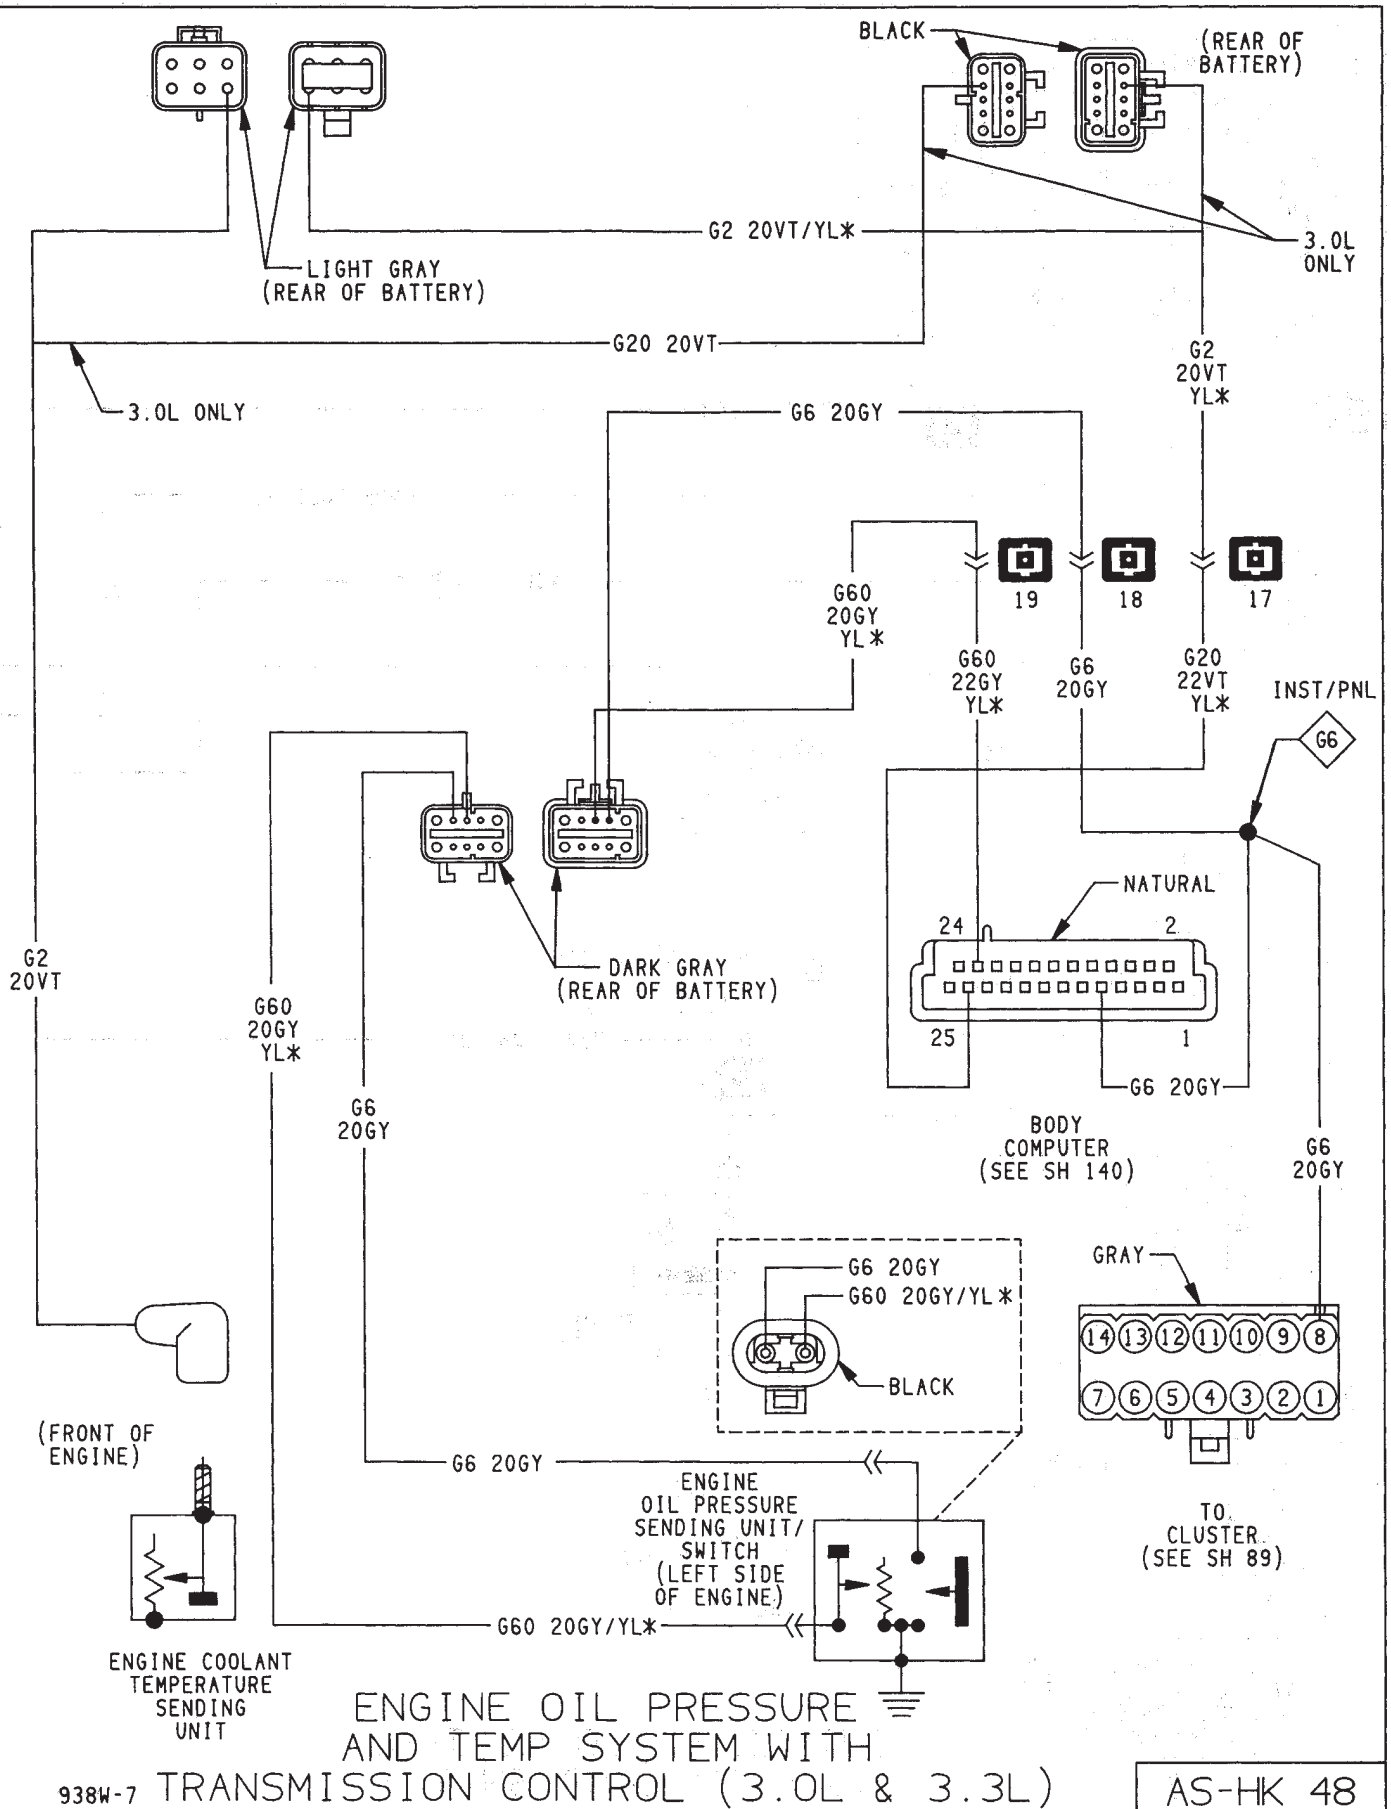 BLACK
(REAR OF
BATTERY)
G2 20VT/YL*
3.0L
ONLY
LIGHT GRAY
(REAR OF BATTERY)
G20 20VT
G2
20VT
YL*
3.0L ONLY
G6 20GY
19
18
17
G60
20GY
YL*
G60
22GY
YL*
G6
20GY
G20
22VT
YL*
INST/PNL
G6
NATURAL
24
2
G2
20VT
DARK GRAY
(REAR OF BATTERY)
G60
20GY
YL*
25
1
G6 20GY
G6
20GY
BODY
COMPUTER
(SEE SH 140)
G6
20GY
GRAY
G6 20GY
G60 20GY/YL*
BLACK
14 13 12 11 10 9 8
7 6 5 4 3 2 1
(FRONT OF
ENGINE)
G6 20GY
ENGINE
OIL PRESSURE
SENDING UNIT/
SWITCH
(LEFT SIDE
OF ENGINE)
TO
CLUSTER
(SEE SH 89)
G60 20GY/YL*
ENGINE COOLANT
TEMPERATURE
SENDING
UNIT
ENGINE OIL PRESSURE
AND TEMP SYSTEM WITH
938W-7 TRANSMISSION CONTROL (3.0L & 3.3L)
AS-HK 48